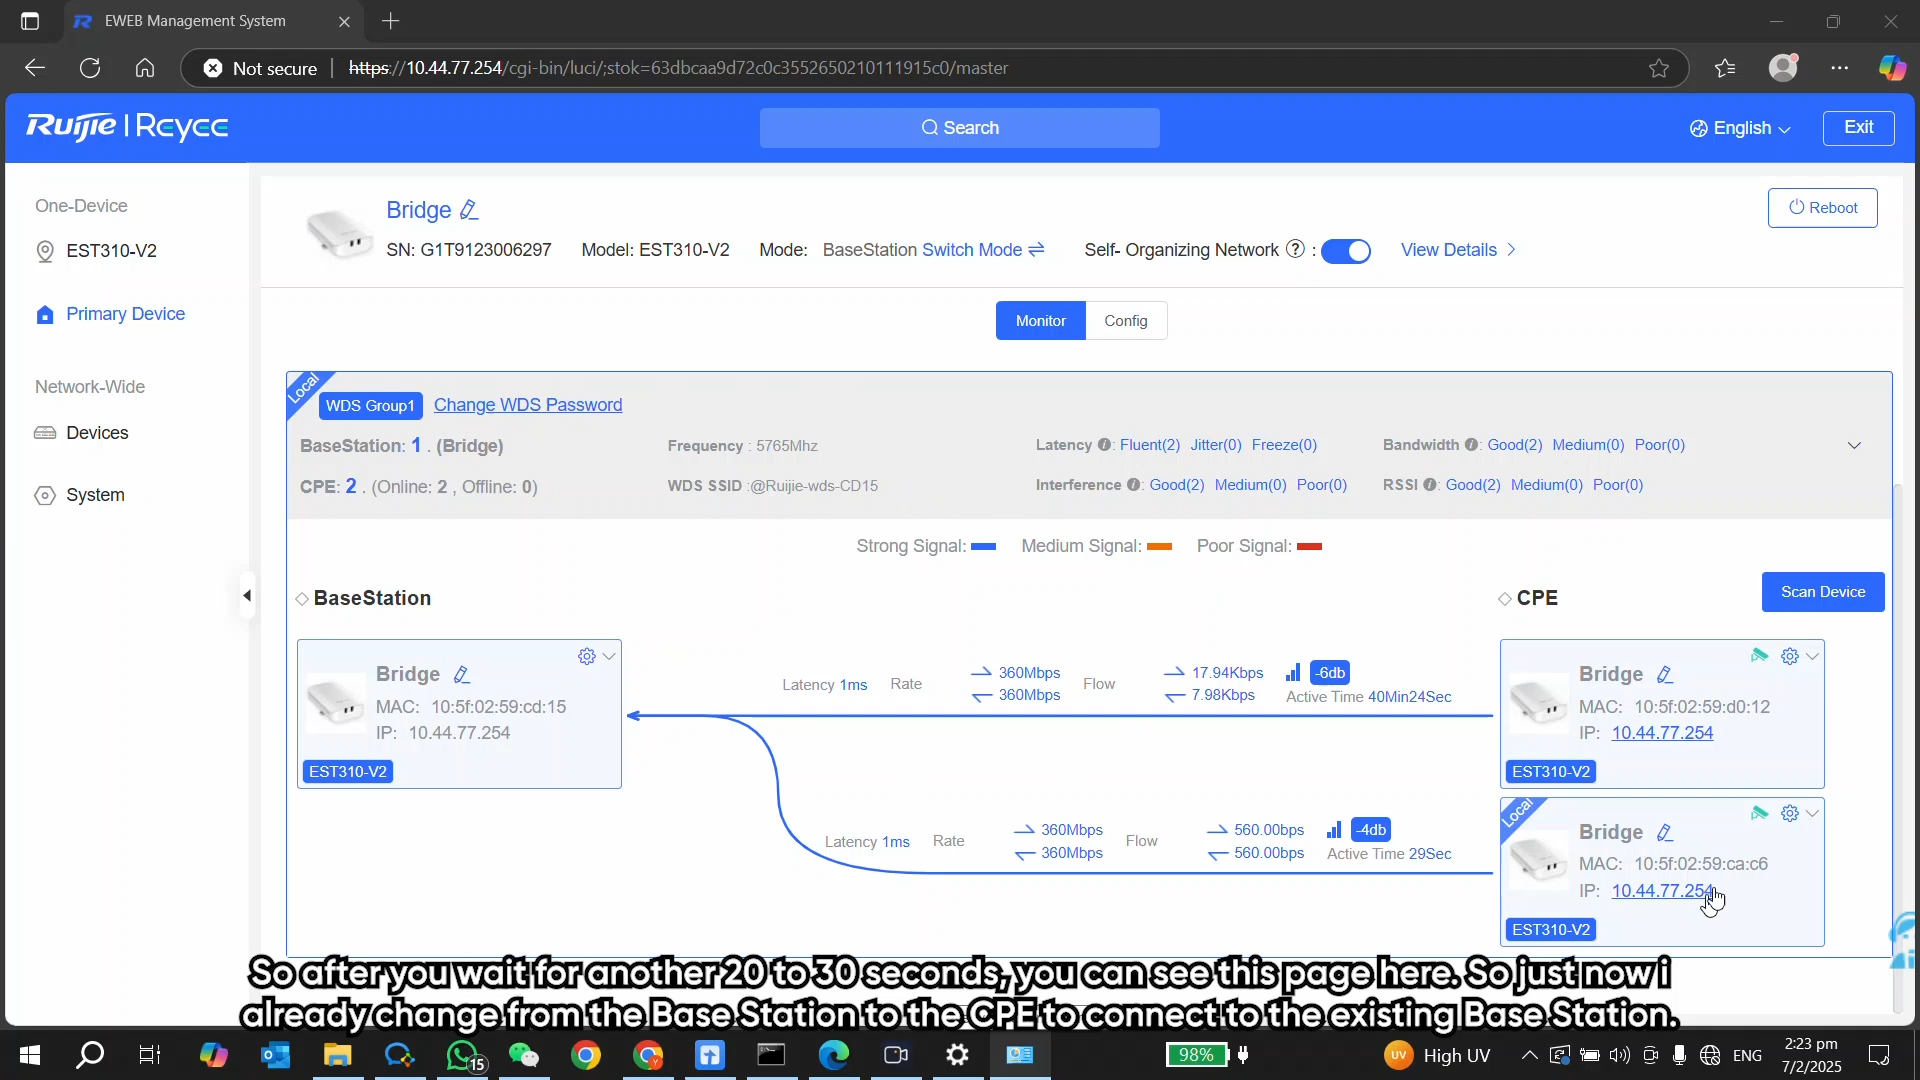 EWEB Management System
Not secure
https://10.44.77.254/cgi-bin/luci/;stok=63dbcaa9d72c0c3552650210111915c0/master
Ruijie | Reyee
Search
English
Exit
One-Device
EST310-V2
Primary Device
Network-Wide
Devices
System
Bridge
Reboot
SN: G1T9123006297 Model: EST310-V2 Mode: BaseStation Switch Mode Self- Organizing Network ? : View Details >
Monitor Config
Local
WDS Group1 Change WDS Password
BaseStation: 1 . (Bridge) Frequency : 5765Mhz Latency : Fluent(2) Jitter(0) Freeze(0) Bandwidth : Good(2) Medium(0) Poor(0)
CPE: 2 . (Online: 2 , Offline: 0) WDS SSID :@Ruijie-wds-CD15 Interference : Good(2) Medium(0) Poor(0) RSSI : Good(2) Medium(0) Poor(0)
Strong Signal: Medium Signal: Poor Signal:
BaseStation
CPE
Scan Device
Bridge
MAC: 10:5f:02:59:cd:15
IP: 10.44.77.254
EST310-V2
Latency 1ms Rate 360Mbps 360Mbps Flow 17.94Kbps 7.98Kbps -6db
Active Time 40Min24Sec
Bridge
MAC: 10:5f:02:59:d0:12
IP: 10.44.77.254
EST310-V2
Latency 1ms Rate 360Mbps 360Mbps Flow 560.00bps 560.00bps -4db
Active Time 29Sec
Local
Bridge
MAC: 10:5f:02:59:ca:c6
IP: 10.44.77.254
EST310-V2
So after you wait for another 20 to 30 seconds, you can see this page here. So just now i
already change from the Base Station to the CPE to connect to the existing Base Station.
15
98%
UV
High UV
ENG
2:23 pm
7/2/2025